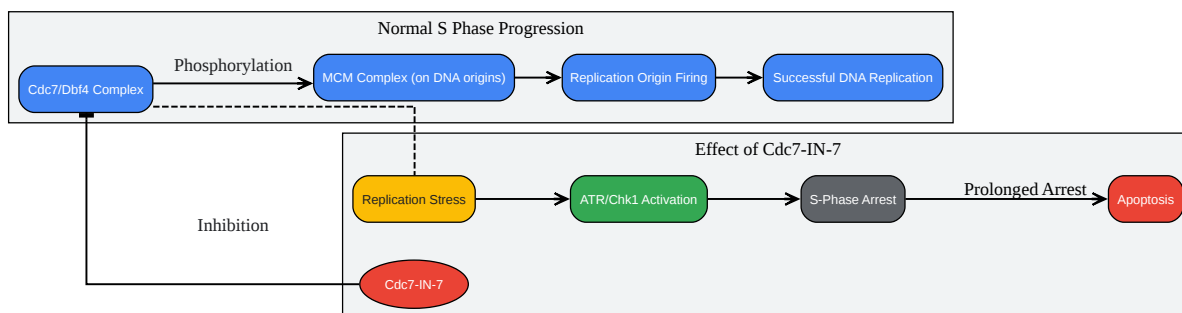 Normal S Phase Progression
Cdc7/Dbf4 Complex
Phosphorylation
MCM Complex (on DNA origins)
Replication Origin Firing
Successful DNA Replication
Effect of Cdc7-IN-7
Replication Stress
ATR/Chk1 Activation
S-Phase Arrest
Prolonged Arrest
Apoptosis
Inhibition
Cdc7-IN-7